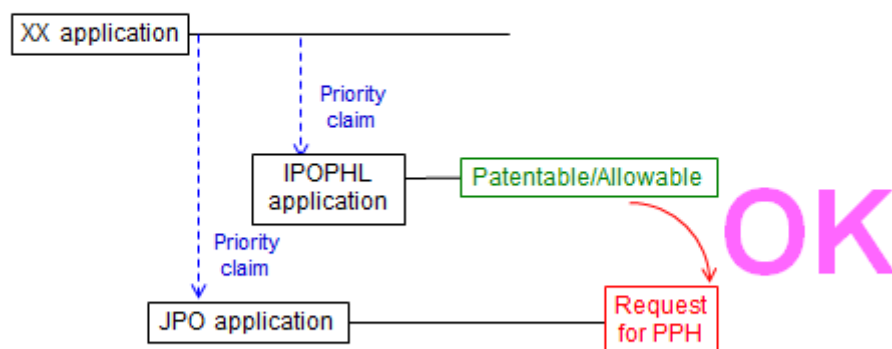 XX application
Priority
claim
IPOPHL
application
Patentable/Allowable
OK
Priority
claim
JPO application
Request
for PPH